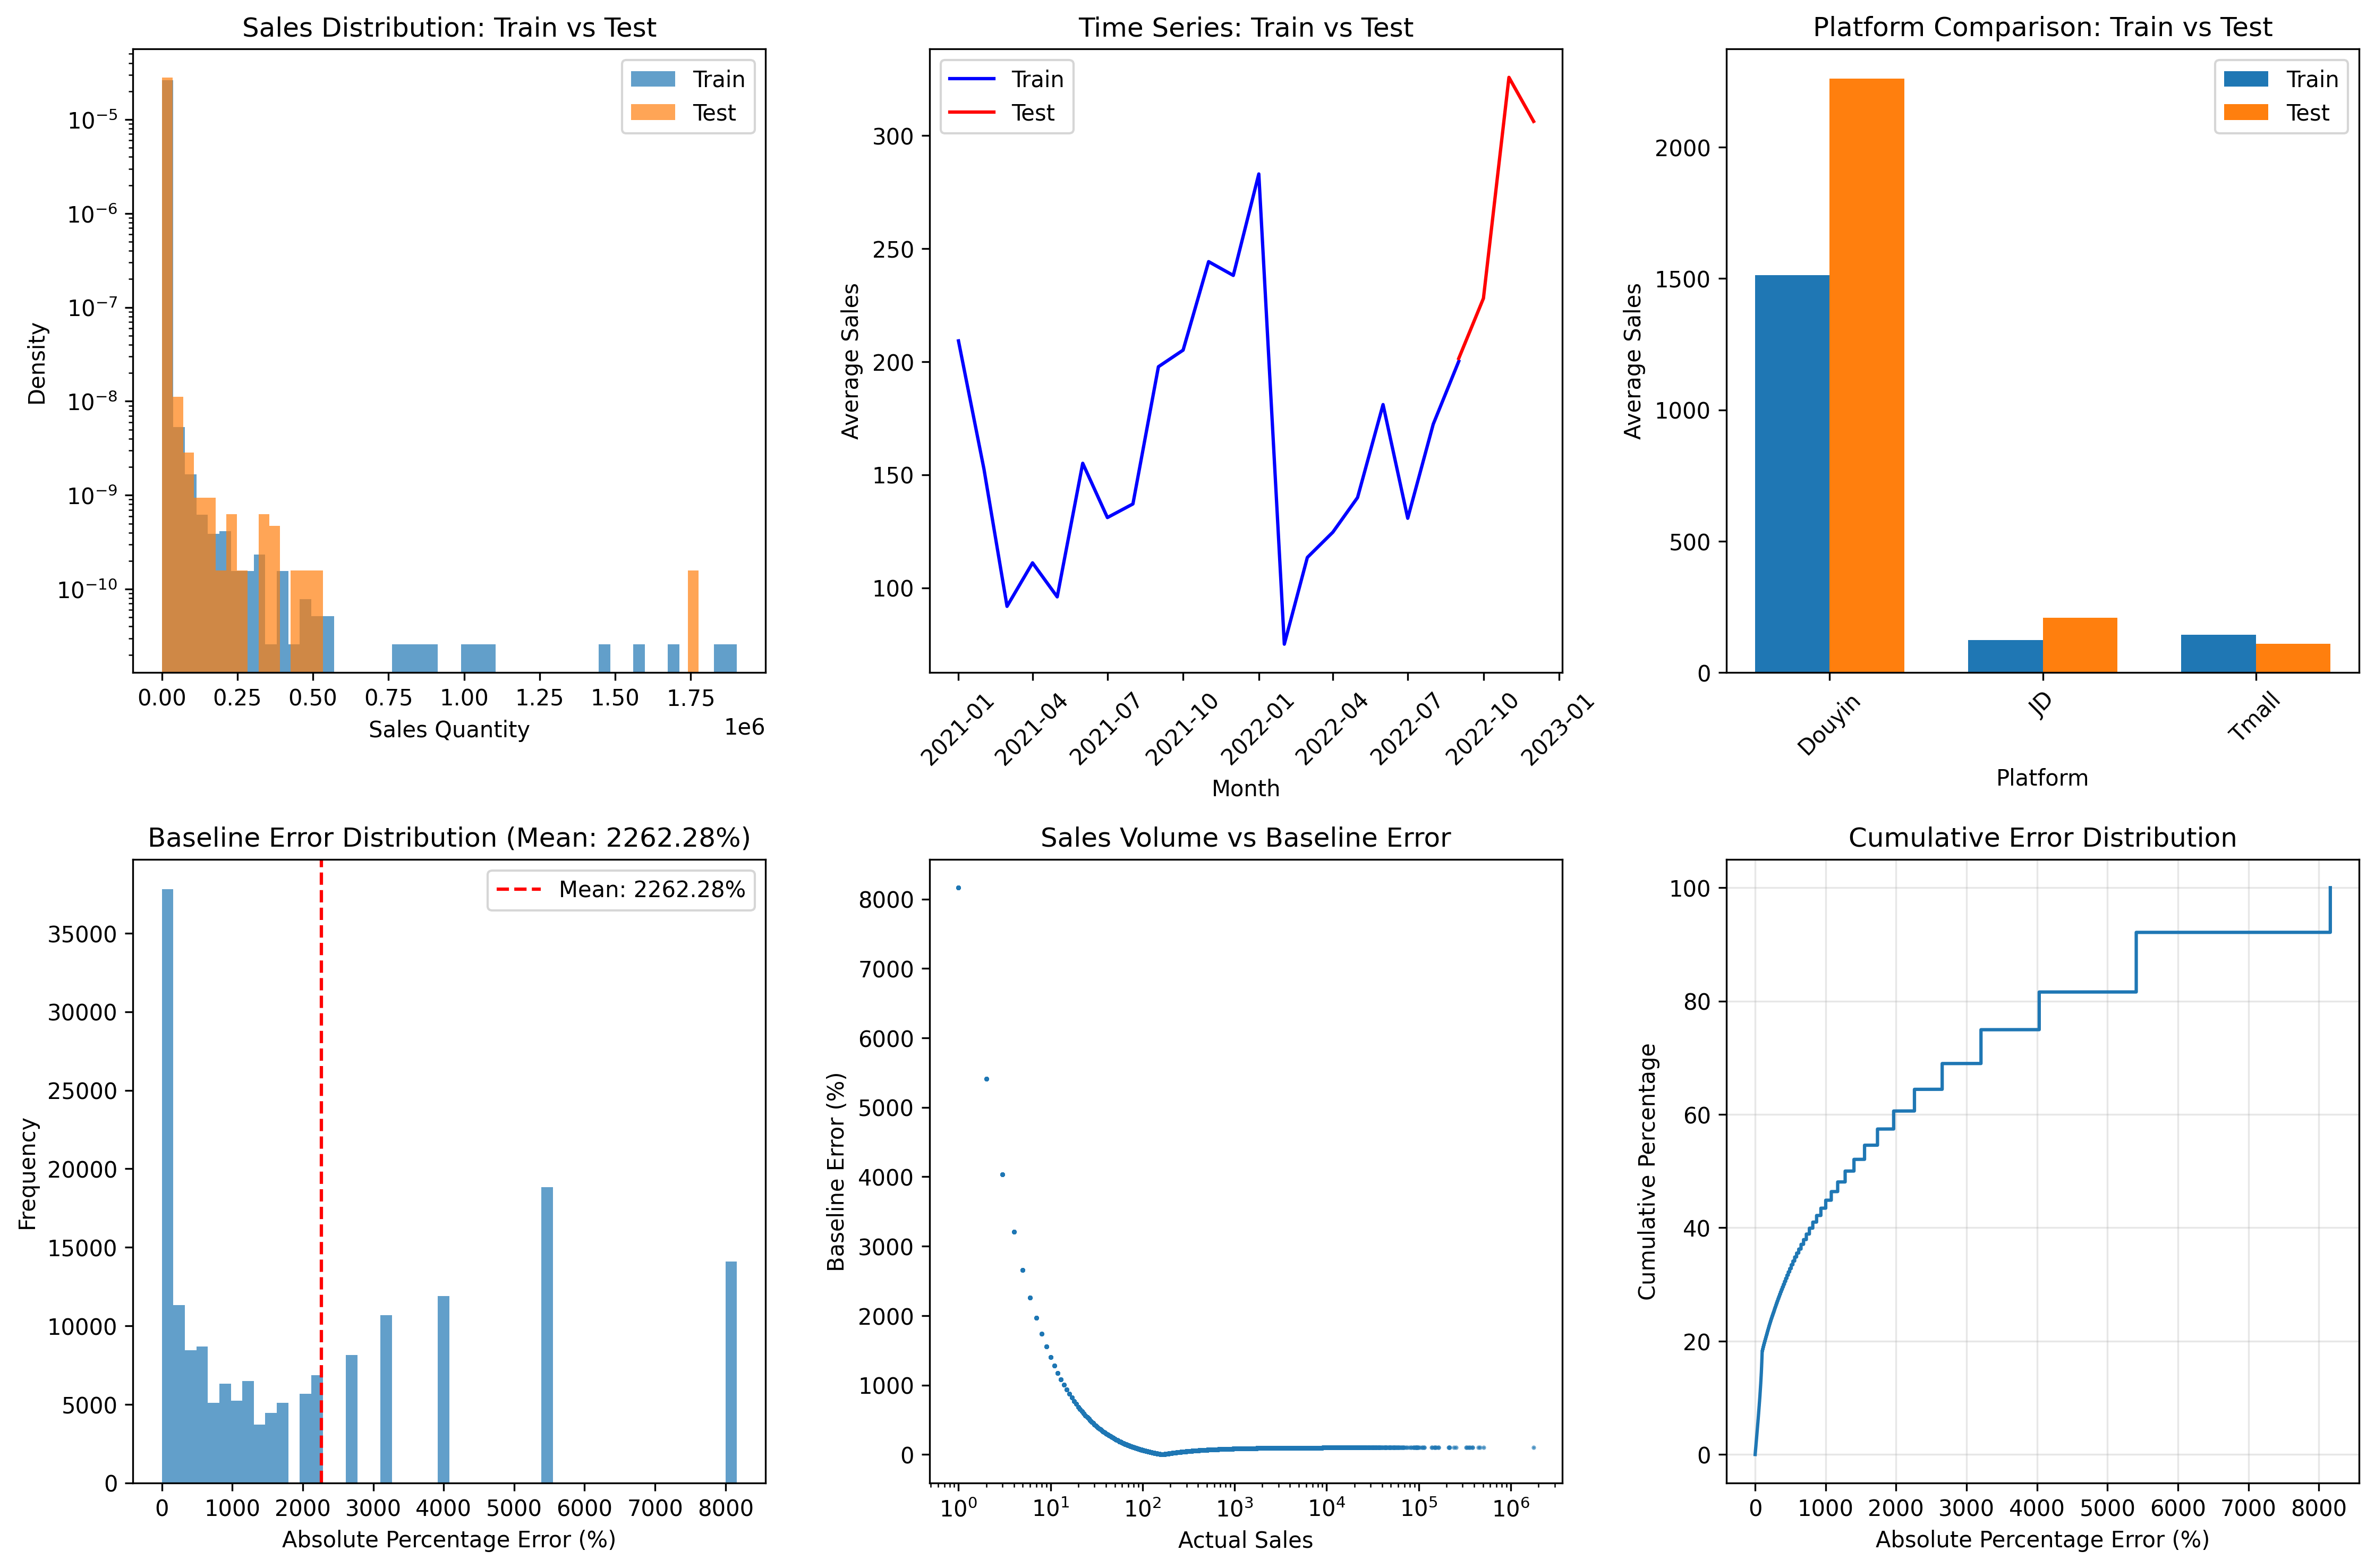 Sales Distribution: Train vs Test
Train
Test
10⁻⁵
10⁻⁶
10⁻⁷
10⁻⁸
10⁻⁹
10⁻¹⁰
Density
0.00 0.25 0.50 0.75 1.00 1.25 1.50 1.75
1e6
Sales Quantity
Time Series: Train vs Test
Train
Test
300
250
200
150
100
Average Sales
2021-01 2021-04 2021-07 2021-10 2022-01 2022-04 2022-07 2022-10 2023-01
Month
Platform Comparison: Train vs Test
Train
Test
2000
1500
1000
500
0
Average Sales
Douyin JD Tmall
Platform
Baseline Error Distribution (Mean: 2262.28%)
Mean: 2262.28%
35000
30000
25000
20000
15000
10000
5000
0
Frequency
0 1000 2000 3000 4000 5000 6000 7000 8000
Absolute Percentage Error (%)
Sales Volume vs Baseline Error
8000
7000
6000
5000
4000
3000
2000
1000
0
Baseline Error (%)
10⁰ 10¹ 10² 10³ 10⁴ 10⁵ 10⁶
Actual Sales
Cumulative Error Distribution
100
80
60
40
20
0
Cumulative Percentage
0 1000 2000 3000 4000 5000 6000 7000 8000
Absolute Percentage Error (%)